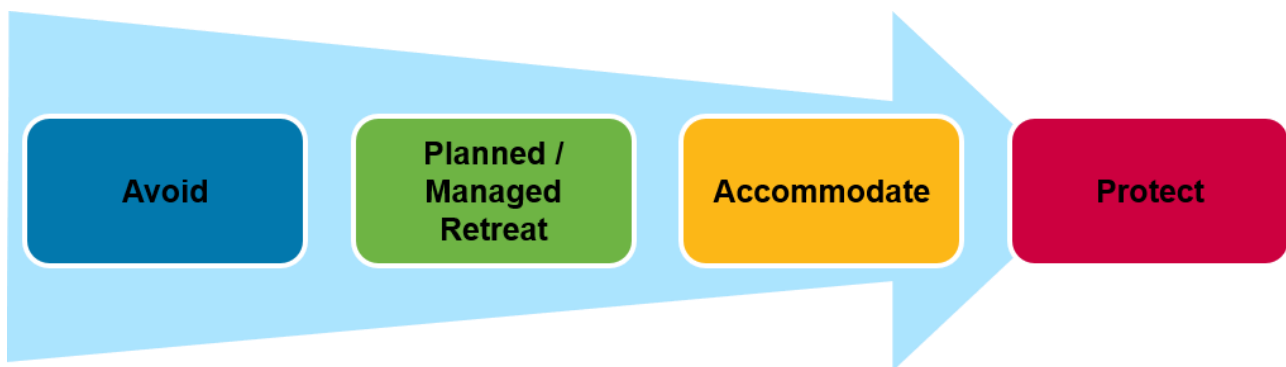 Avoid
Planned /
Managed
Retreat
Accommodate
Protect